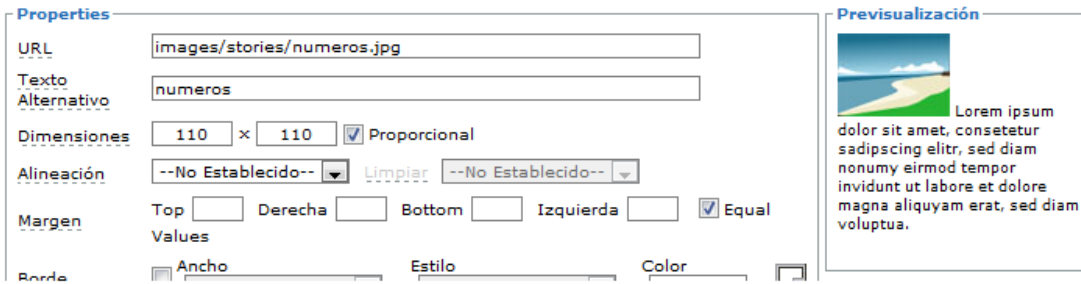 Properties
URL
images/stories/numeros.jpg
Texto
Alternativo
numeros
Dimensiones 110 x 110 Proporcional
Alineación --No Establecido-- Limpiar --No Establecido--
Margen Top Derecha Bottom Izquierda Equal
Values
Borde Ancho Estilo Color
Previsualización
Lorem ipsum
dolor sit amet, consetetur
sadipscing elitr, sed diam
nonumy eirmod tempor
invidunt ut labore et dolore
magna aliquyam erat, sed diam
voluptua.